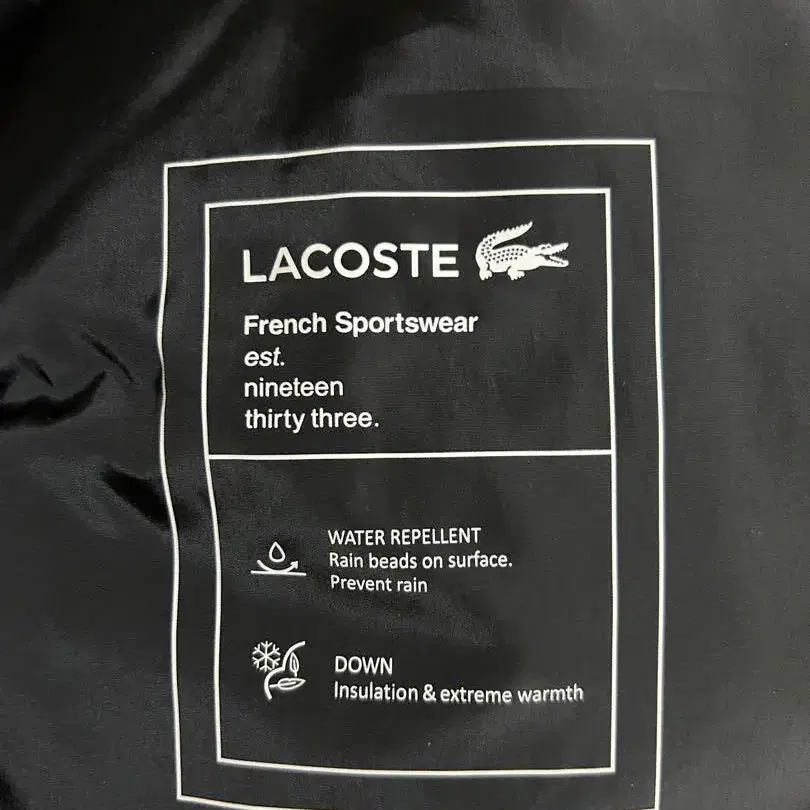 LACOSTE
French Sportswear
est.
nineteen
thirty three.
WATER REPELLENT
Rain beads on surface.
Prevent rain
DOWN
Insulation & extreme warmth